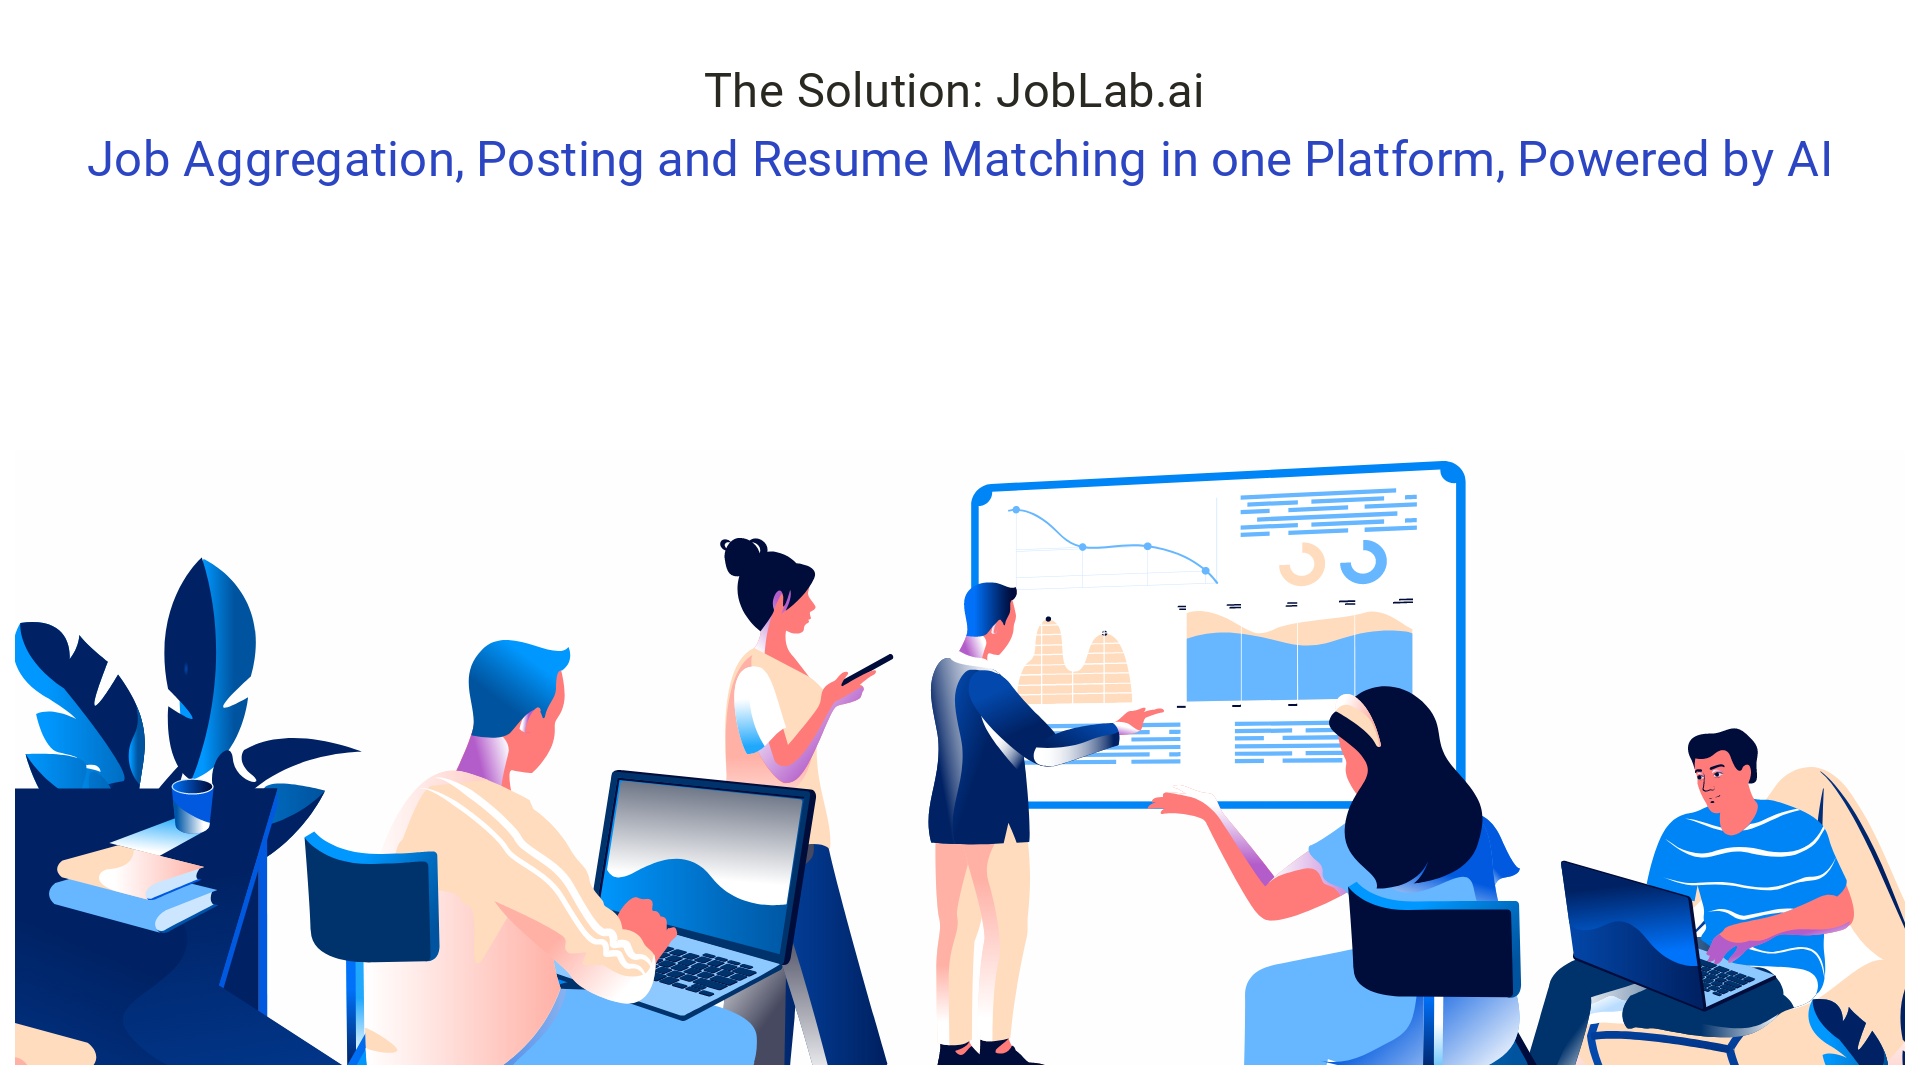 The Solution: JobLab.ai
Job Aggregation, Posting and Resume Matching in one Platform, Powered by AI